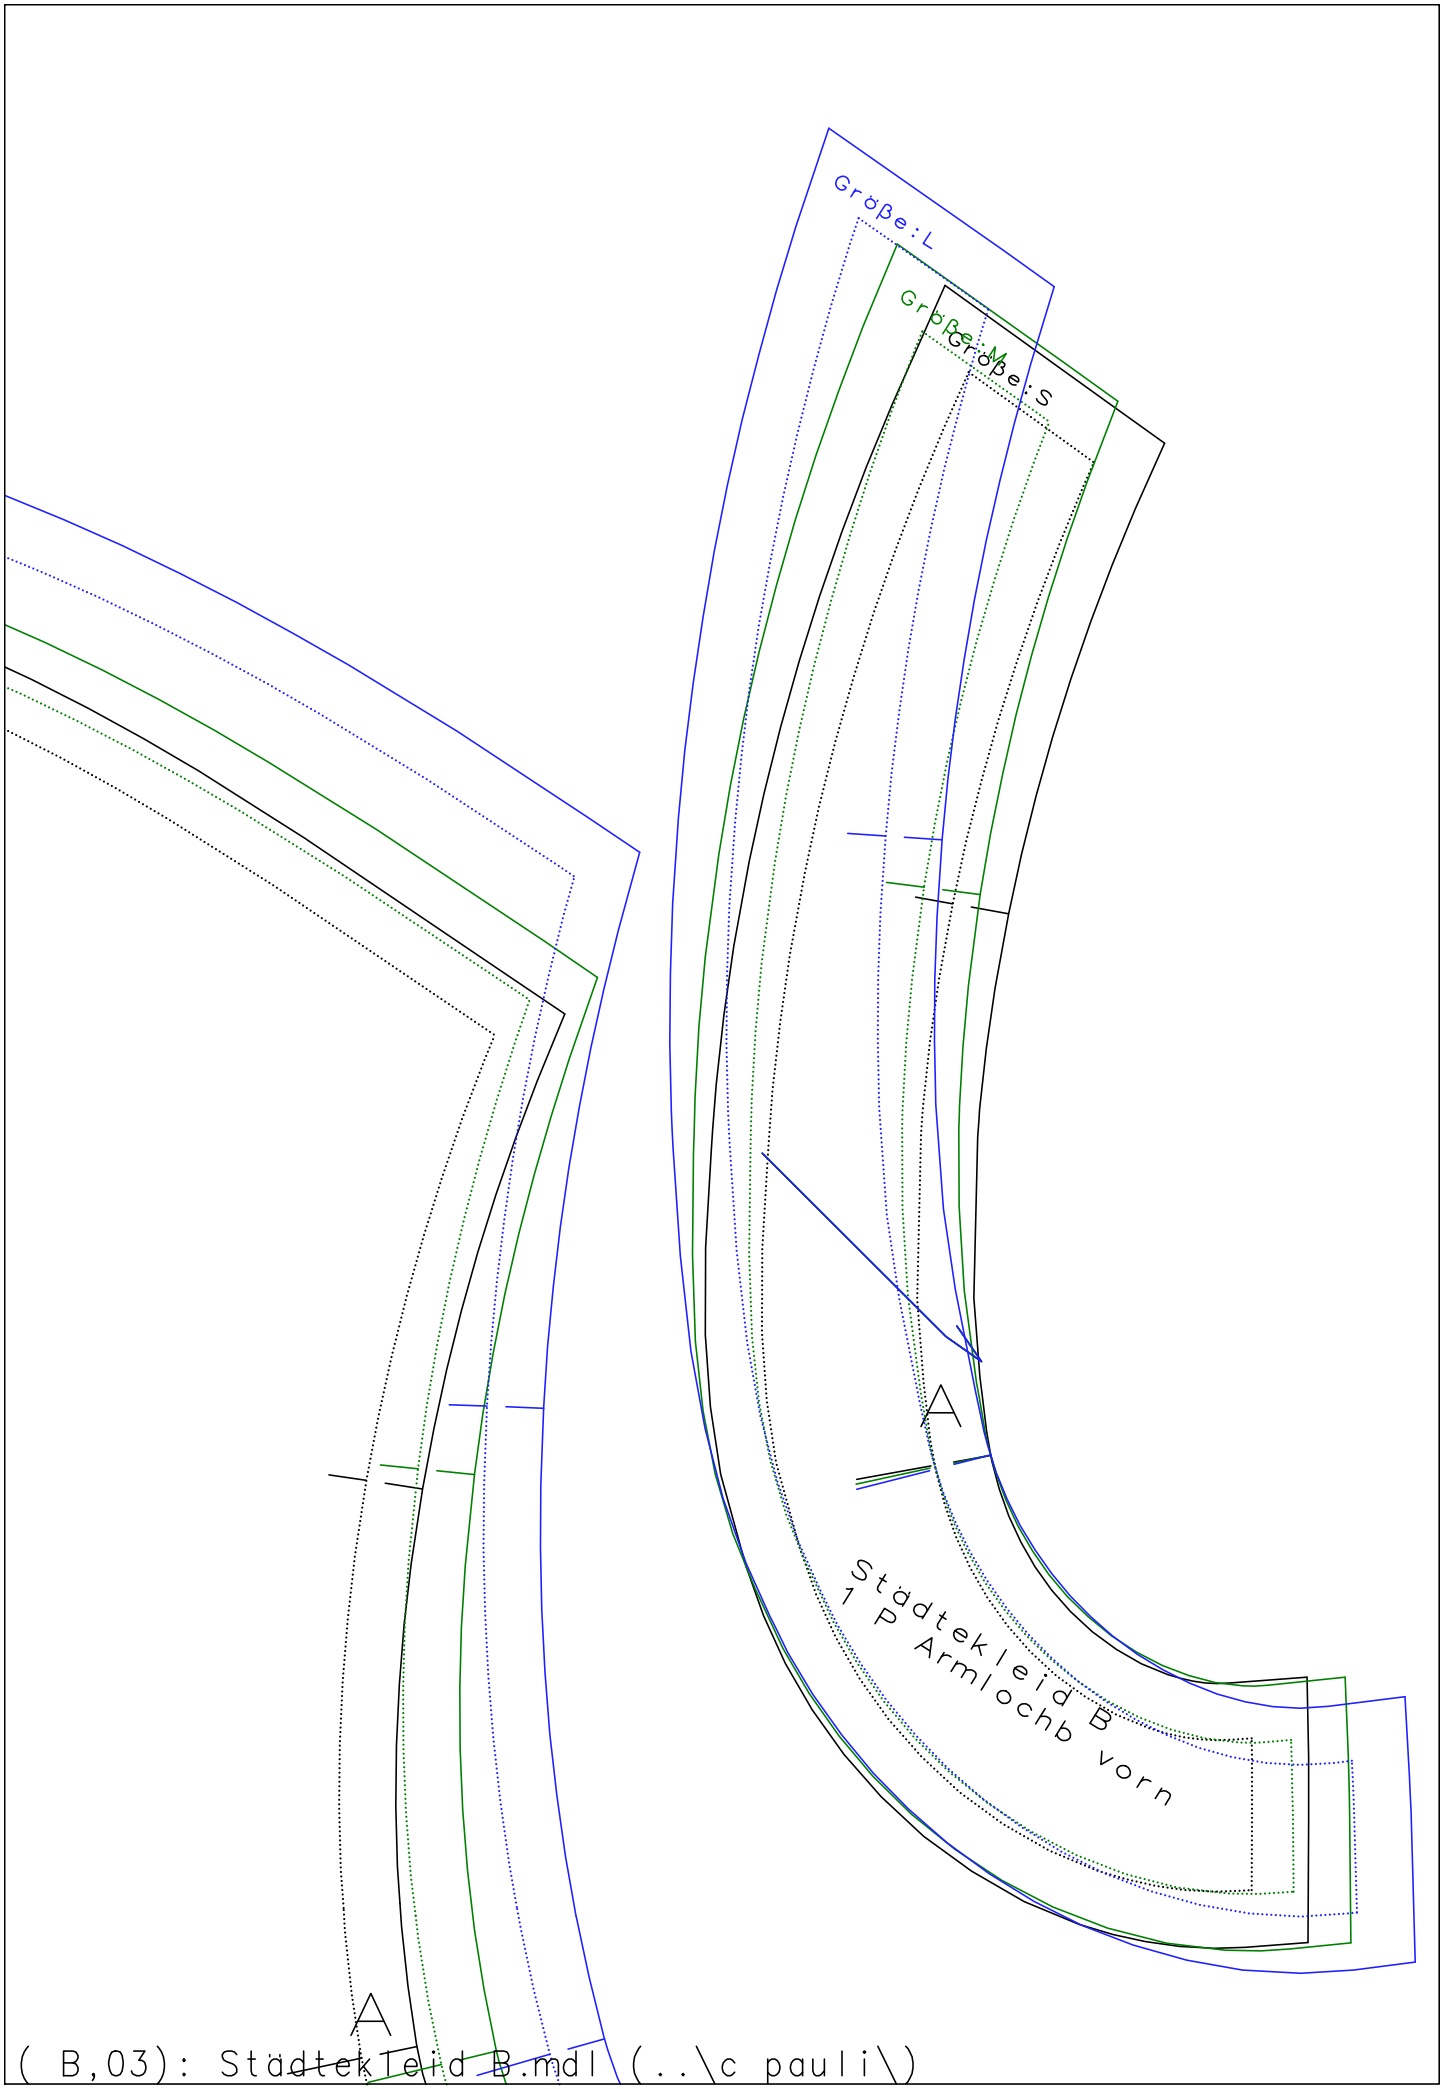 Größe:L
Größe:M
Größe:S
A
Städtekleid B
1 P Armlochb vorn
A
( B,03): Städtekleid B.mdl (..\c pauli\)